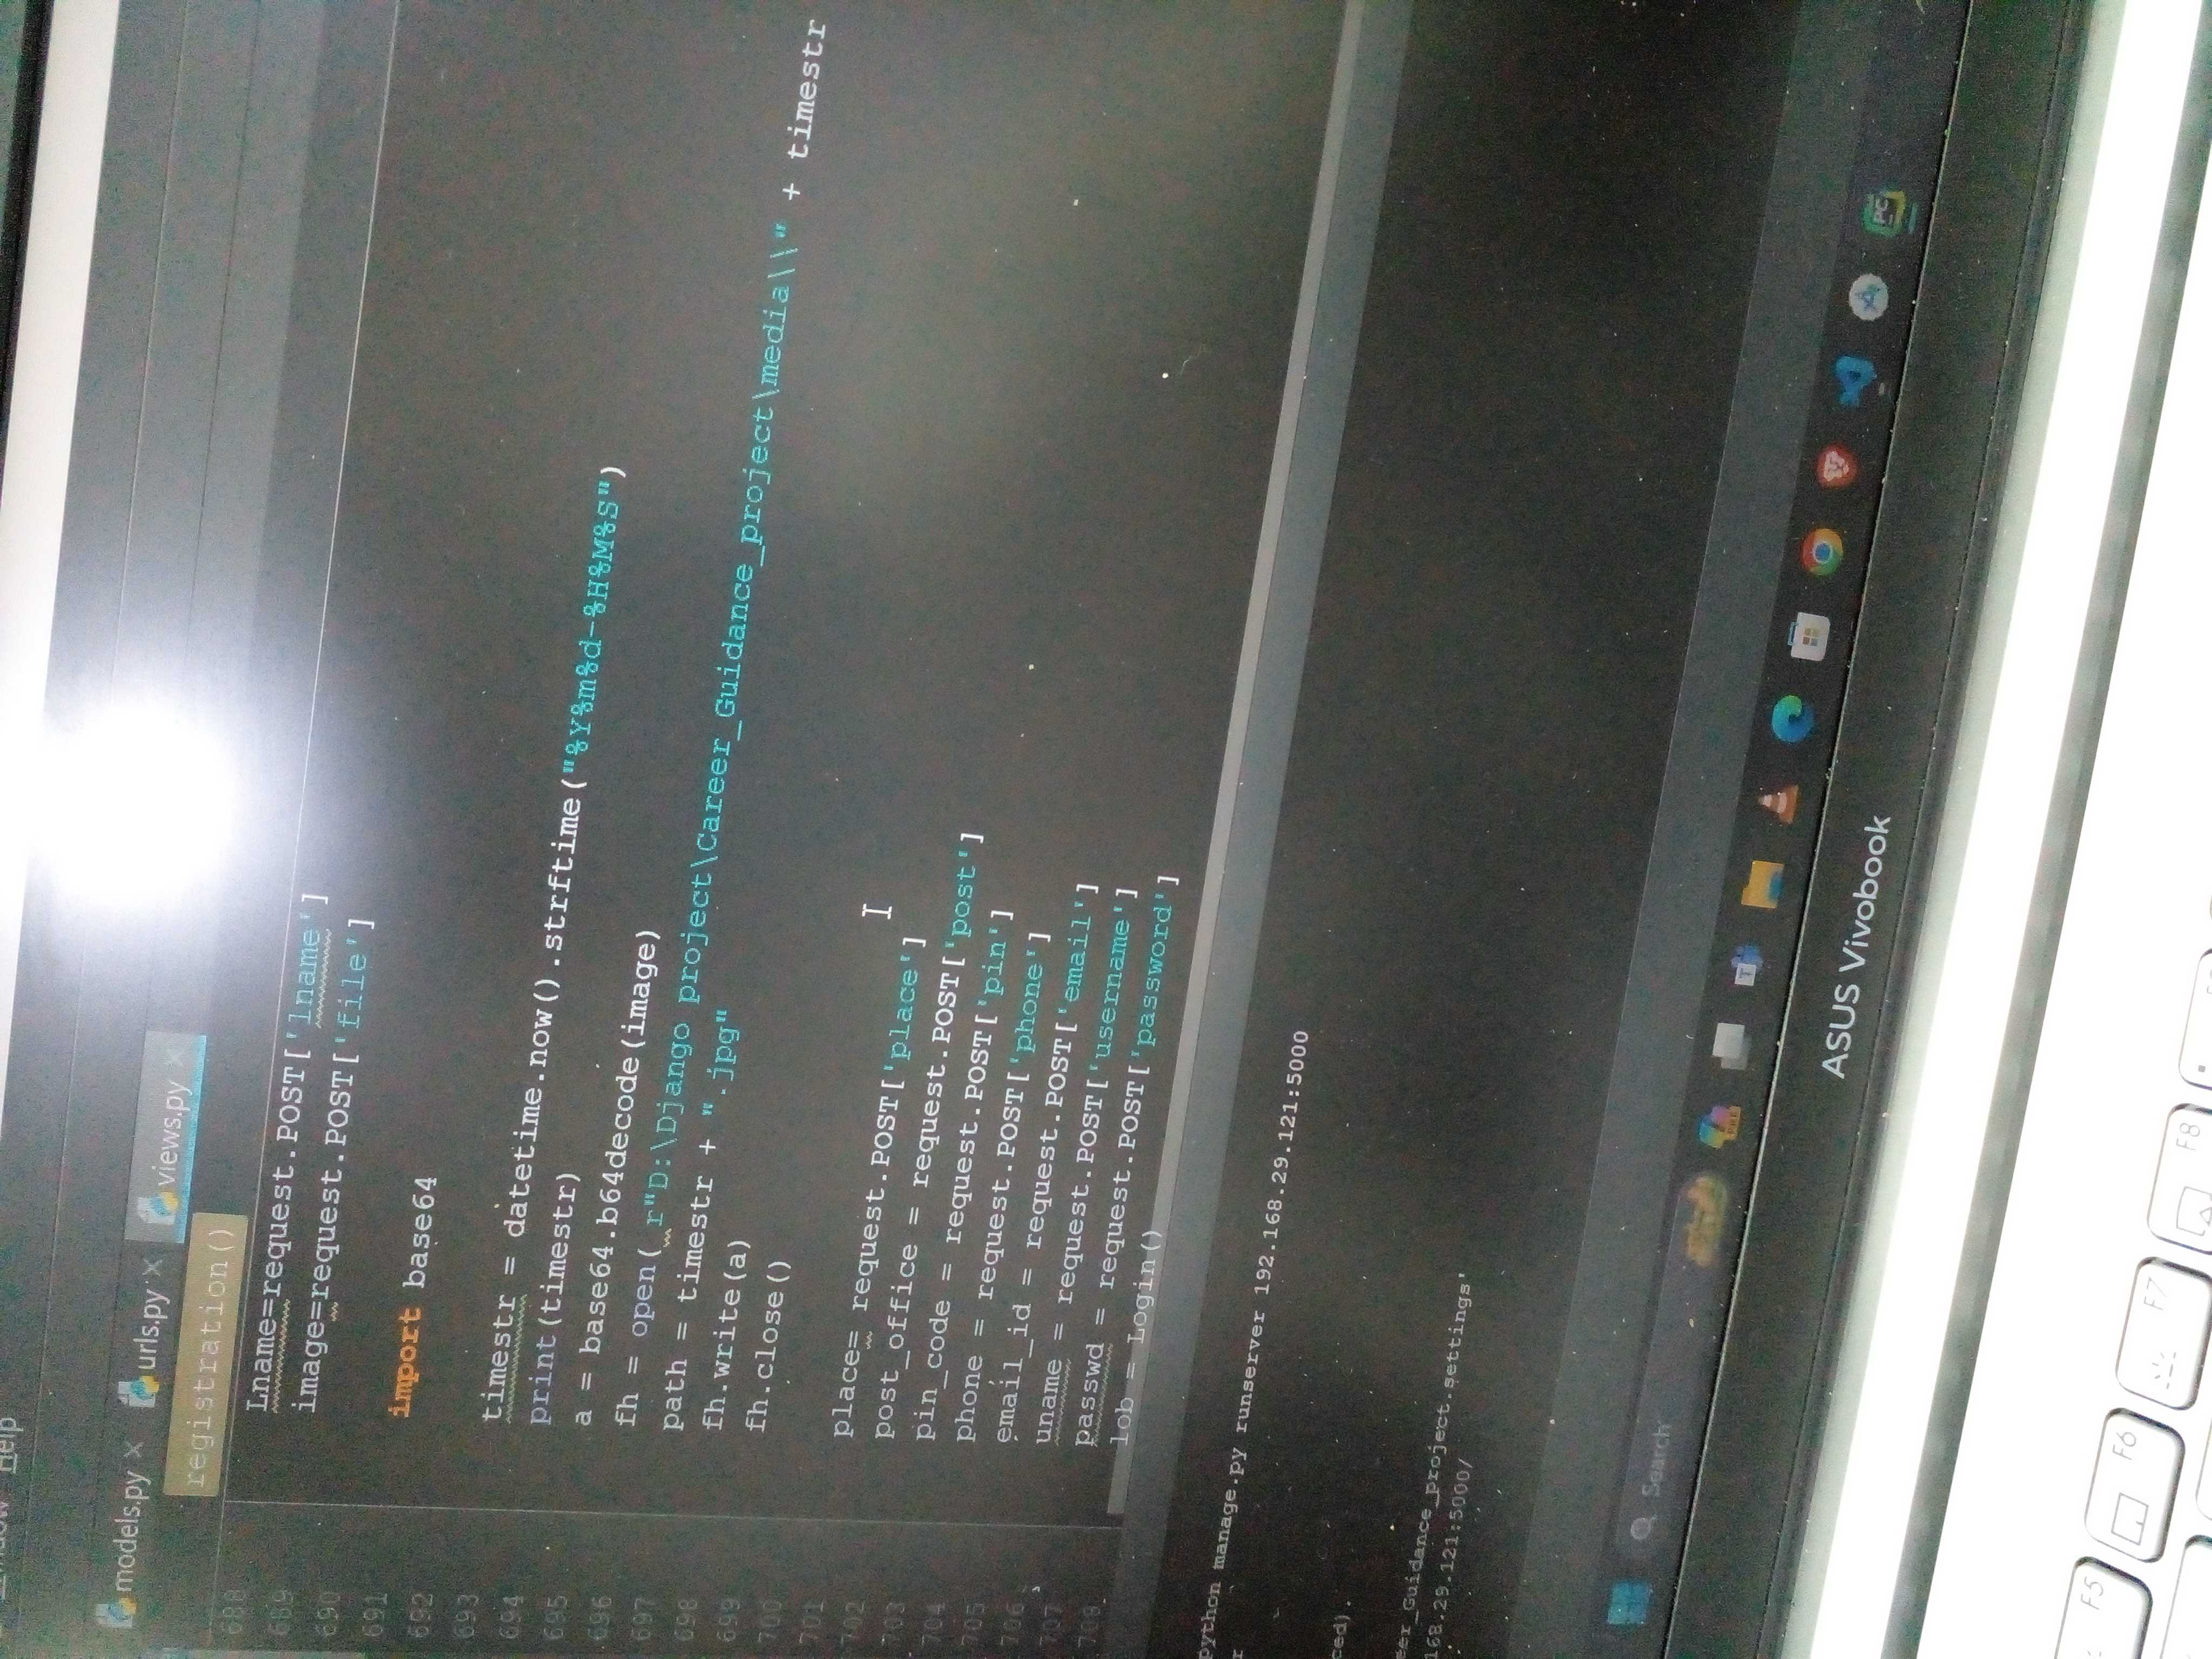 Help
models.py
urls.py
views.py
registration()
688
689
690
691
692
693
694
695
696
697
698
699
700
701
702
703
704
705
706
707
708
Lname=request.POST['lname']
image=request.POST['file']
import base64
timestr = datetime.now().strftime("%Y%m%d-%H%M%S")
print(timestr)
a = base64.b64decode(image)
fh = open( r"D:\Django project\Career_Guidance_project\media\\" + timestr
path = timestr + ".jpg"
fh.write(a)
fh.close()
place= request.POST['place']
post_office = request.POST['post']
pin_code = request.POST['pin']
phone = request.POST['phone']
email_id = request.POST['email']
uname = request.POST['username']
passwd = request.POST['password']
lob = Login()
python manage.py runserver 192.168.29.121:5000
r
ced).
eer_Guidance_project.settings'
168.29.121:5000/
Search
ASUS Vivobook
F5
F6
F7
F8